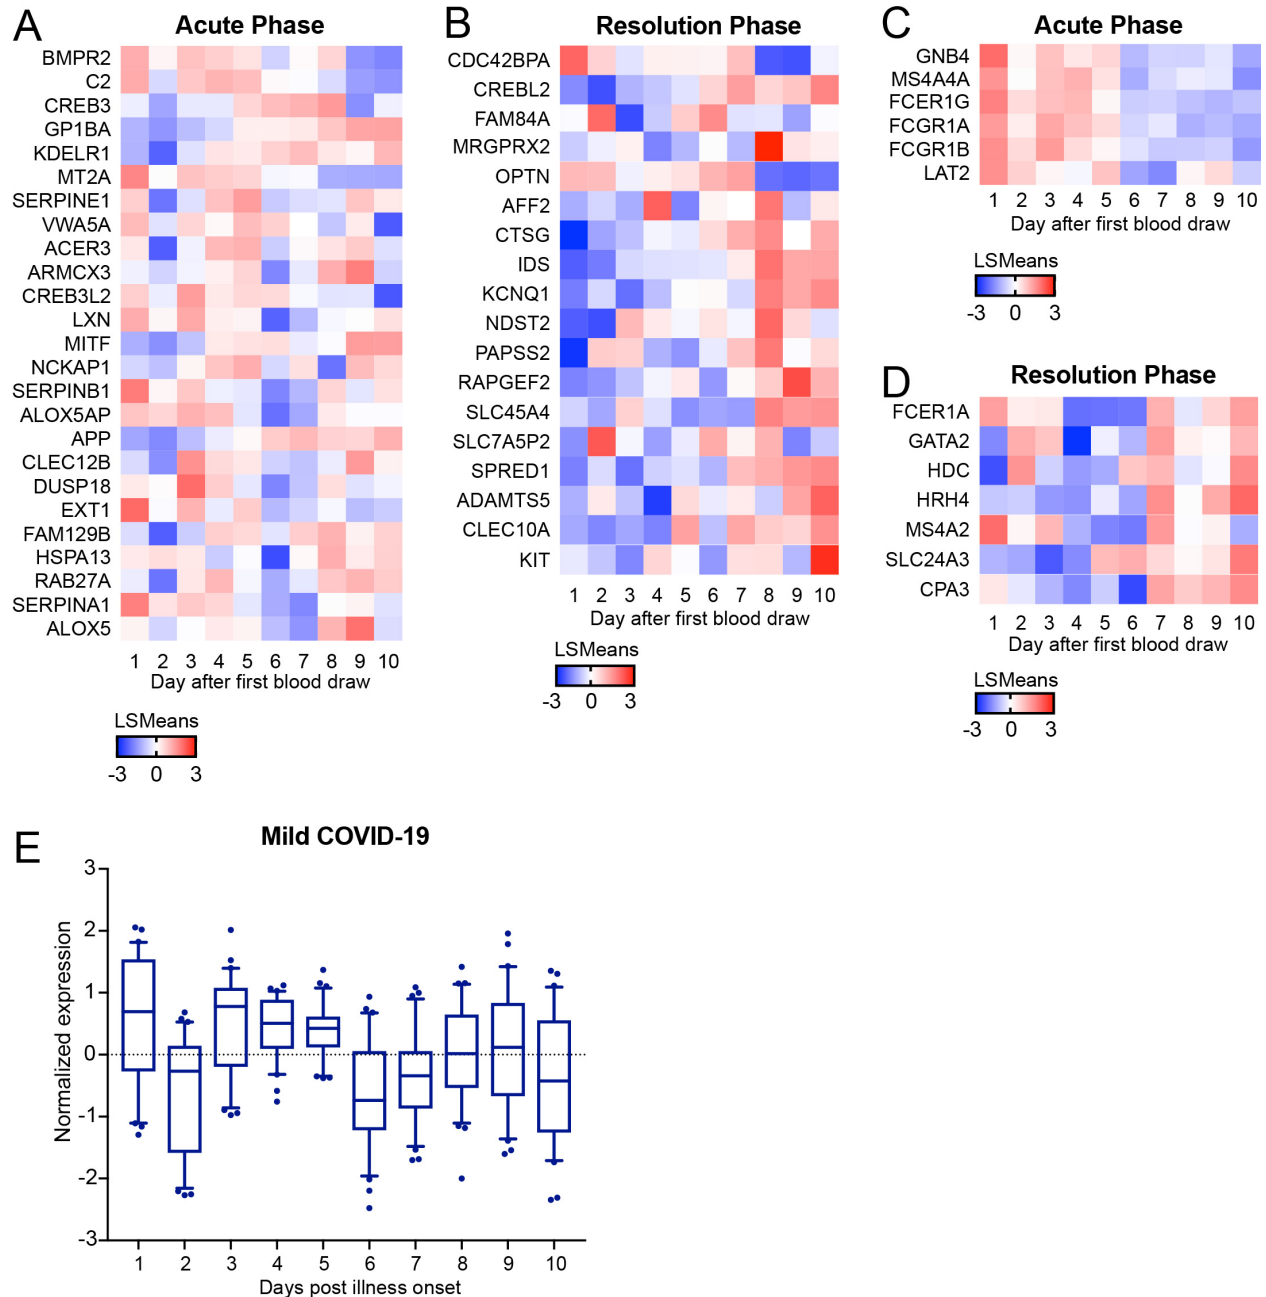 A
Acute Phase
BMPR2
C2
CREB3
GP1BA
KDELR1
MT2A
SERPINE1
VWA5A
ACER3
ARMCX3
CREB3L2
LXN
MITF
NCKAP1
SERPINB1
ALOX5AP
APP
CLEC12B
DUSP18
EXT1
FAM129B
HSPA13
RAB27A
SERPINA1
ALOX5
1 2 3 4 5 6 7 8 9 10
Day after first blood draw
LSMeans
-3 0 3
B
Resolution Phase
CDC42BPA
CREBL2
FAM84A
MRGPRX2
OPTN
AFF2
CTSG
IDS
KCNQ1
NDST2
PAPSS2
RAPGEF2
SLC45A4
SLC7A5P2
SPRED1
ADAMTS5
CLEC10A
KIT
1 2 3 4 5 6 7 8 9 10
Day after first blood draw
LSMeans
-3 0 3
C
Acute Phase
GNB4
MS4A4A
FCER1G
FCGR1A
FCGR1B
LAT2
1 2 3 4 5 6 7 8 9 10
Day after first blood draw
LSMeans
-3 0 3
D
Resolution Phase
FCER1A
GATA2
HDC
HRH4
MS4A2
SLC24A3
CPA3
1 2 3 4 5 6 7 8 9 10
Day after first blood draw
LSMeans
-3 0 3
E
Mild COVID-19
Normalized expression
3
2
1
0
-1
-2
-3
1 2 3 4 5 6 7 8 9 10
Days post illness onset